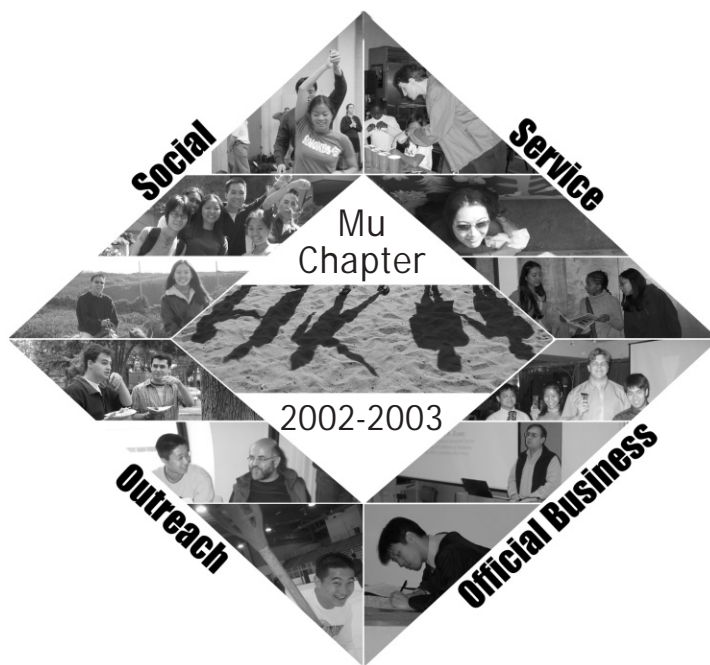 Social
Service
Mu
Chapter
2002-2003
Outreach
Official Business